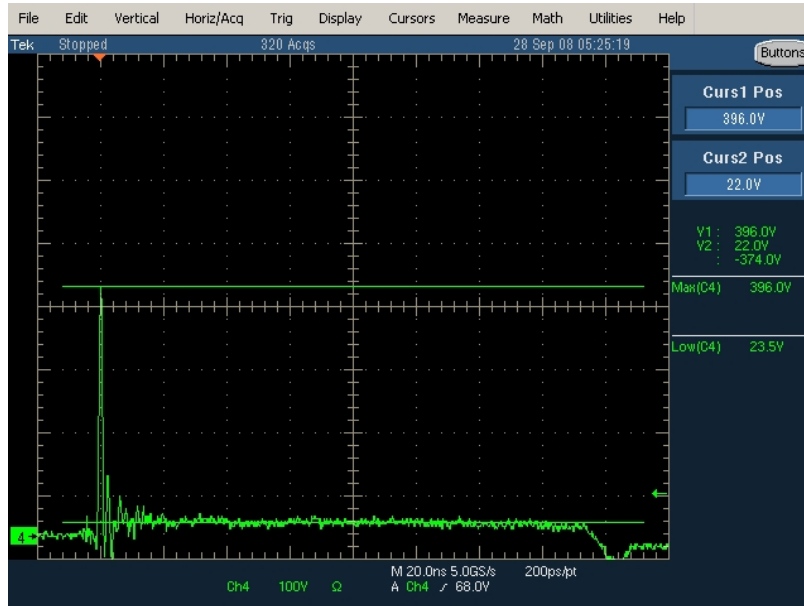 File Edit Vertical Horiz/Acq Trig Display Cursors Measure Math Utilities Help
Tek Stopped 320 Acqs 28 Sep 08 05:25:19
Buttons
Curs1 Pos
396.0V
Curs2 Pos
22.0V
V1 : 396.0V
V2 : 22.0V
: -374.0V
Max(C4) 396.0V
Low(C4) 23.5V
4
M 20.0ns 5.0GS/s 200ps/pt
Ch4 100V Ω A Ch4 ∕ 68.0V